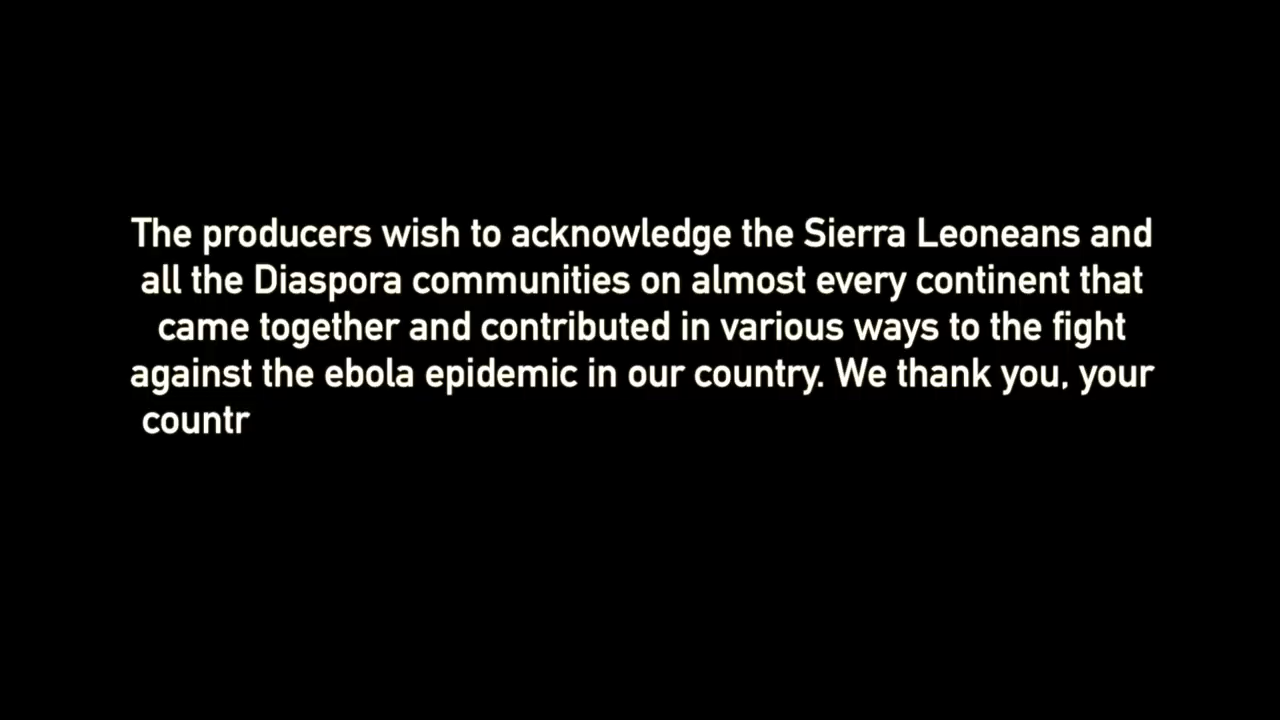 The producers wish to acknowledge the Sierra Leoneans and
all the Diaspora communities on almost every continent that
came together and contributed in various ways to the fight
against the ebola epidemic in our country. We thank you, your
countr